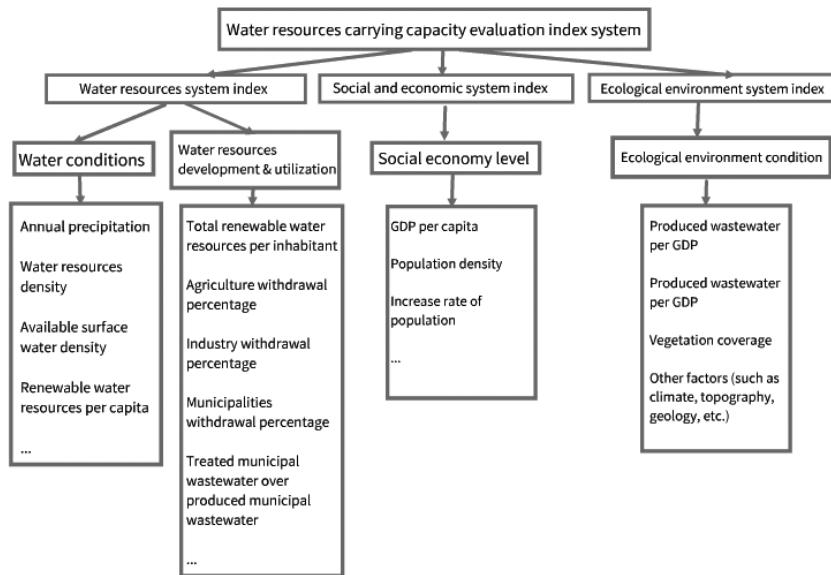 Water resources carrying capacity evaluation index system
Water resources system index
Social and economic system index
Ecological environment system index
Water conditions
Water resources
development & utilization
Social economy level
Ecological environment condition
Annual precipitation
Water resources
density
Available surface
water density
Renewable water
resources per capita
...
Total renewable water
resources per inhabitant
Agriculture withdrawal
percentage
Industry withdrawal
percentage
Municipalities
withdrawal percentage
Treated municipal
wastewater over
produced municipal
wastewater
...
GDP per capita
Population density
Increase rate of
population
...
Produced wastewater
per GDP
Produced wastewater
per GDP
Vegetation coverage
Other factors (such as
climate, topography,
geology, etc.)